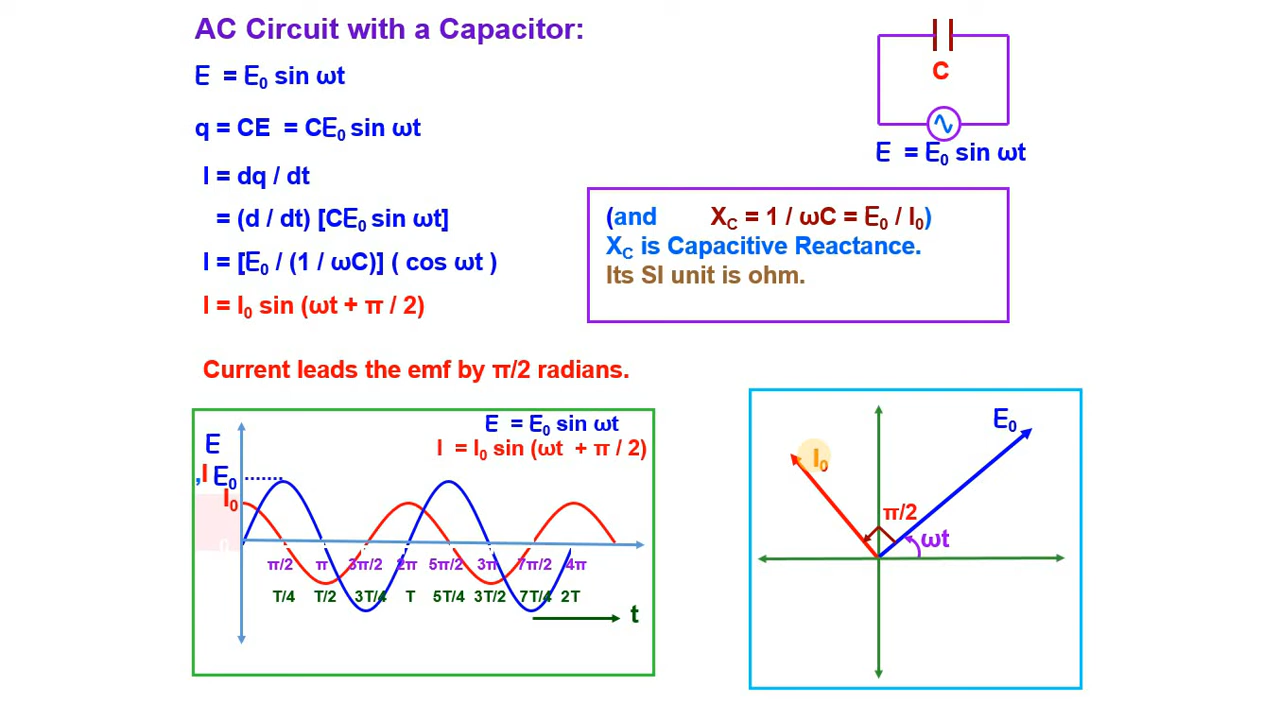 AC Circuit with a Capacitor:
E = E₀ sin ωt
q = CE = CE₀ sin ωt
I = dq / dt
= (d / dt) [CE₀ sin ωt]
I = [E₀ / (1 / ωC)] ( cos ωt )
I = I₀ sin (ωt + π / 2)
C
E = E₀ sin ωt
(and X_C = 1 / ωC = E₀ / I₀)
X_C is Capacitive Reactance.
Its SI unit is ohm.
Current leads the emf by π/2 radians.
E = E₀ sin ωt
I = I₀ sin (ωt + π / 2)
E
,I E₀ .......
I₀
0
π/2 π 3π/2 2π 5π/2 3π 7π/2 4π
T/4 T/2 3T/4 T 5T/4 3T/2 7T/4 2T
t
E₀
I₀
π/2
ωt